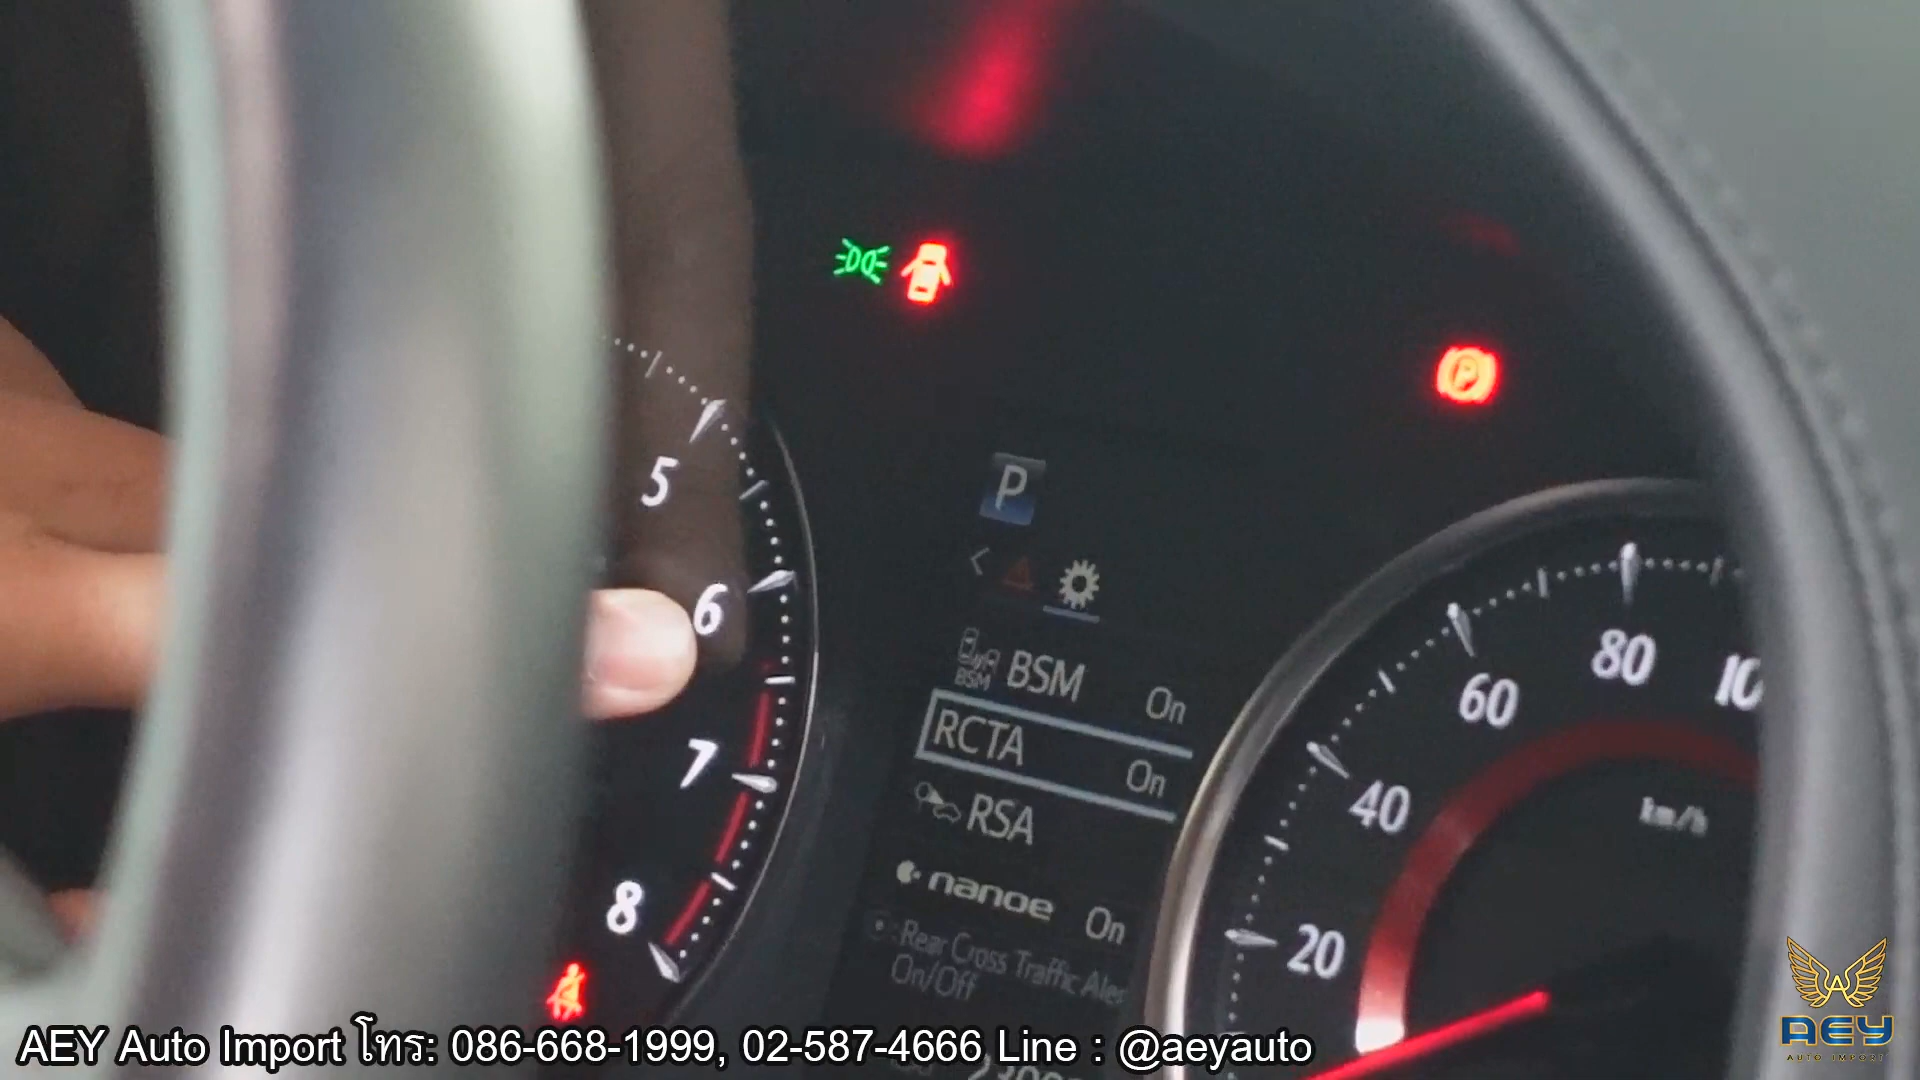 5
6
7
8
P
BSM
BSM On
RCTA On
RSA
nanoe On
Rear Cross Traffic Aler
On/Off
20
40
60
80
km/h
AEY Auto Import โทร: 086-668-1999, 02-587-4666 Line : @aeyauto
AEY
AUTO IMPORT